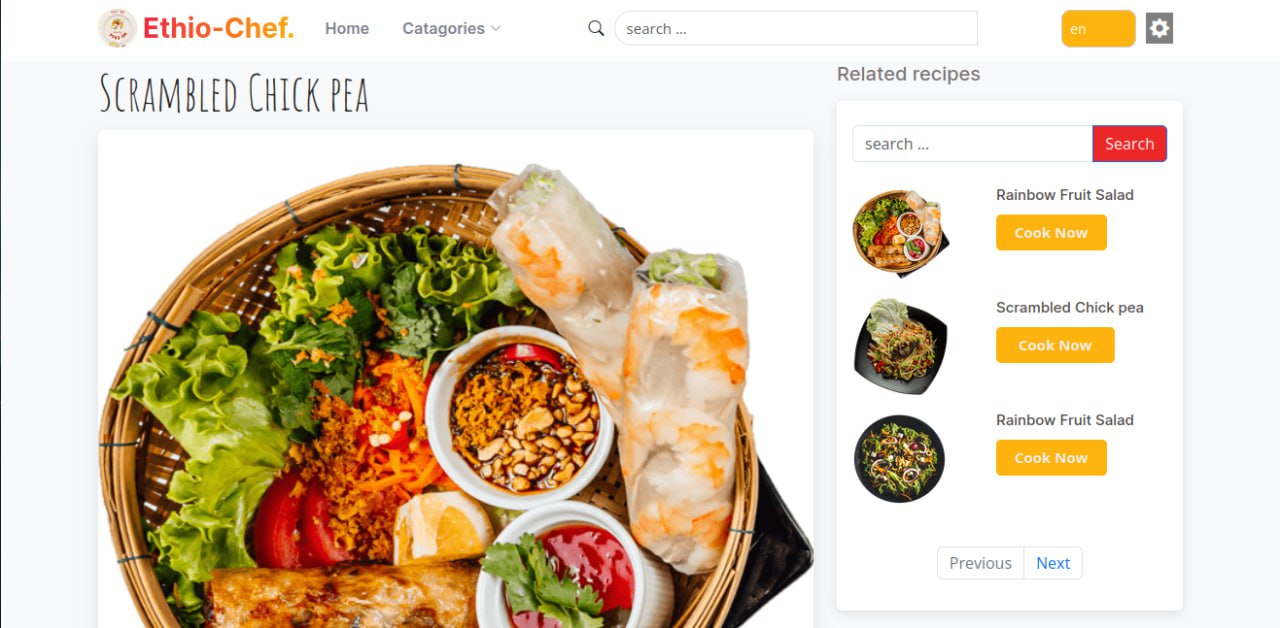 Ethio-Chef.
Home
Catagories
search ...
en
Scrambled Chick pea
Related recipes
search ...
Search
Rainbow Fruit Salad
Cook Now
Scrambled Chick pea
Cook Now
Rainbow Fruit Salad
Cook Now
Previous
Next